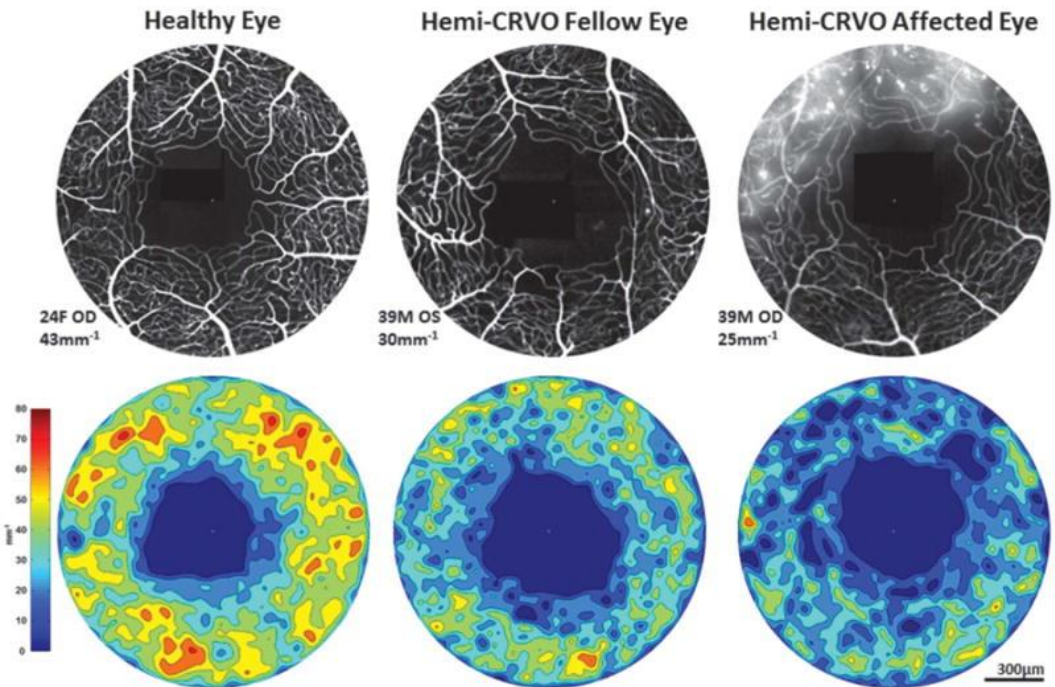 Healthy Eye
Hemi-CRVO Fellow Eye
Hemi-CRVO Affected Eye
24F OD
43mm⁻¹
39M OS
30mm⁻¹
39M OD
25mm⁻¹
80
70
60
50
40
30
20
10
0
mm⁻¹
300µm